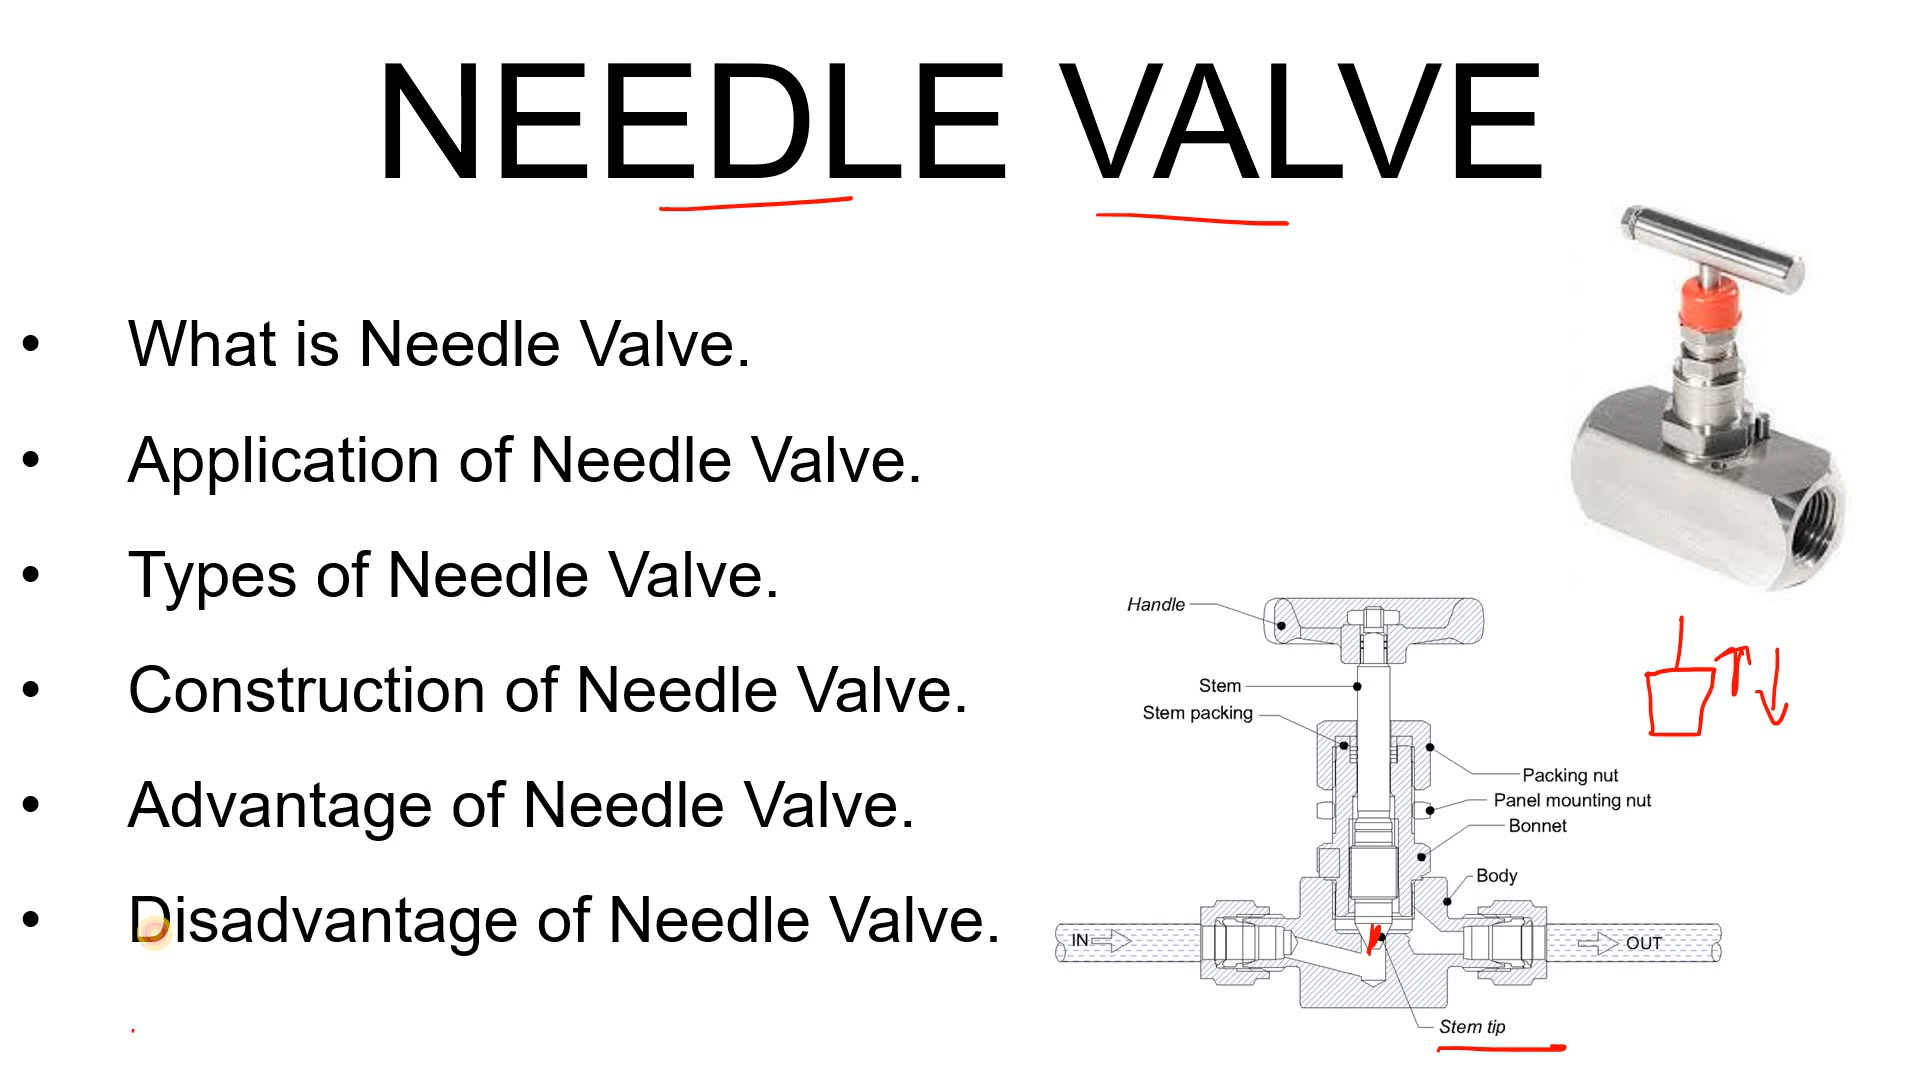 NEEDLE VALVE
• What is Needle Valve.
• Application of Needle Valve.
• Types of Needle Valve.
• Construction of Needle Valve.
• Advantage of Needle Valve.
• Disadvantage of Needle Valve.
Handle
Stem
Stem packing
Packing nut
Panel mounting nut
Bonnet
Body
IN
OUT
Stem tip